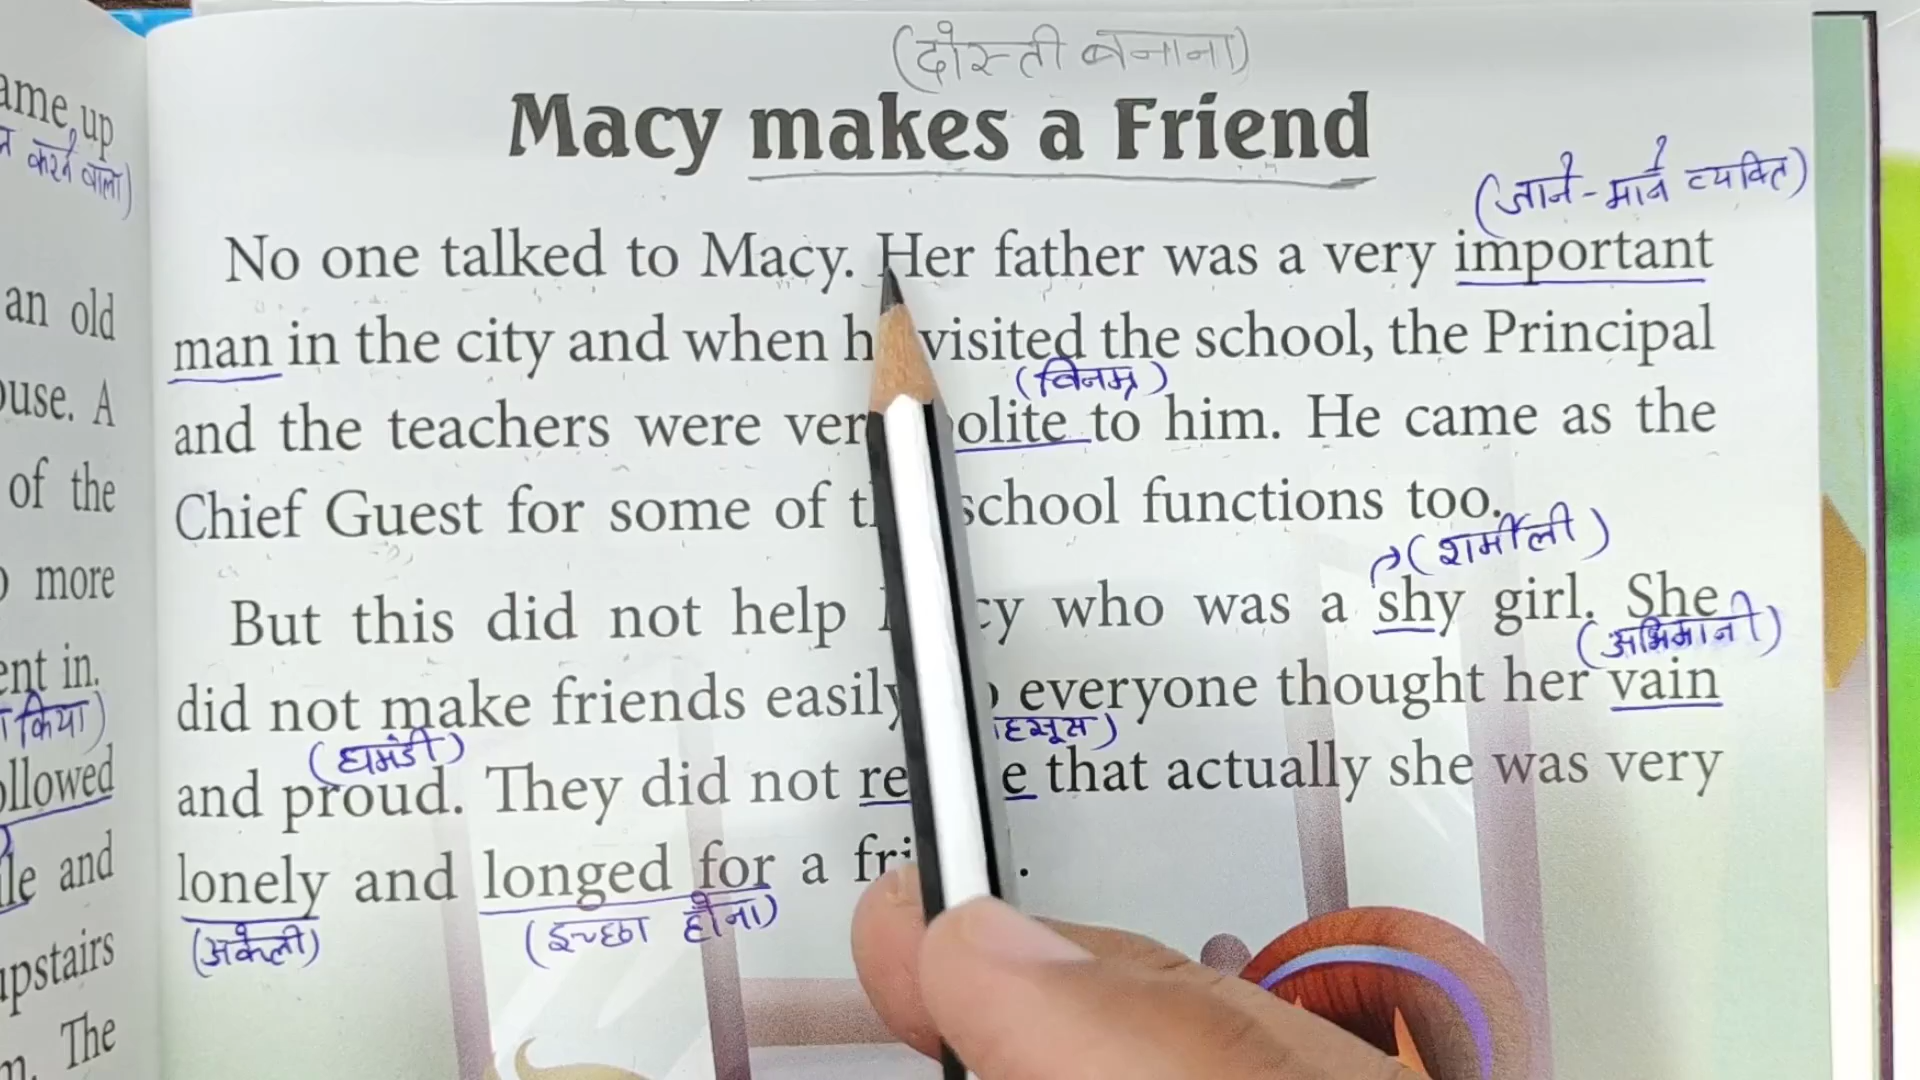 (दोस्ती बनाना)
Macy makes a Friend
(जाने-माने व्यक्ति)
No one talked to Macy. Her father was a very important
man in the city and when h visited the school, the Principal
(विनम्र)
and the teachers were ver olite to him. He came as the
Chief Guest for some of t school functions too.
(शर्मीली)
But this did not help cy who was a shy girl. She
(अभिमानी)
did not make friends easily everyone thought her vain
(घमंडी) हसूस)
and proud. They did not re e that actually she was very
lonely and longed for a fri .
(अकेली) (इच्छा होना)
ame up
करने वाला)
an old
ouse. A
of the
more
ent in.
किया)
ollowed
le and
upstairs
The